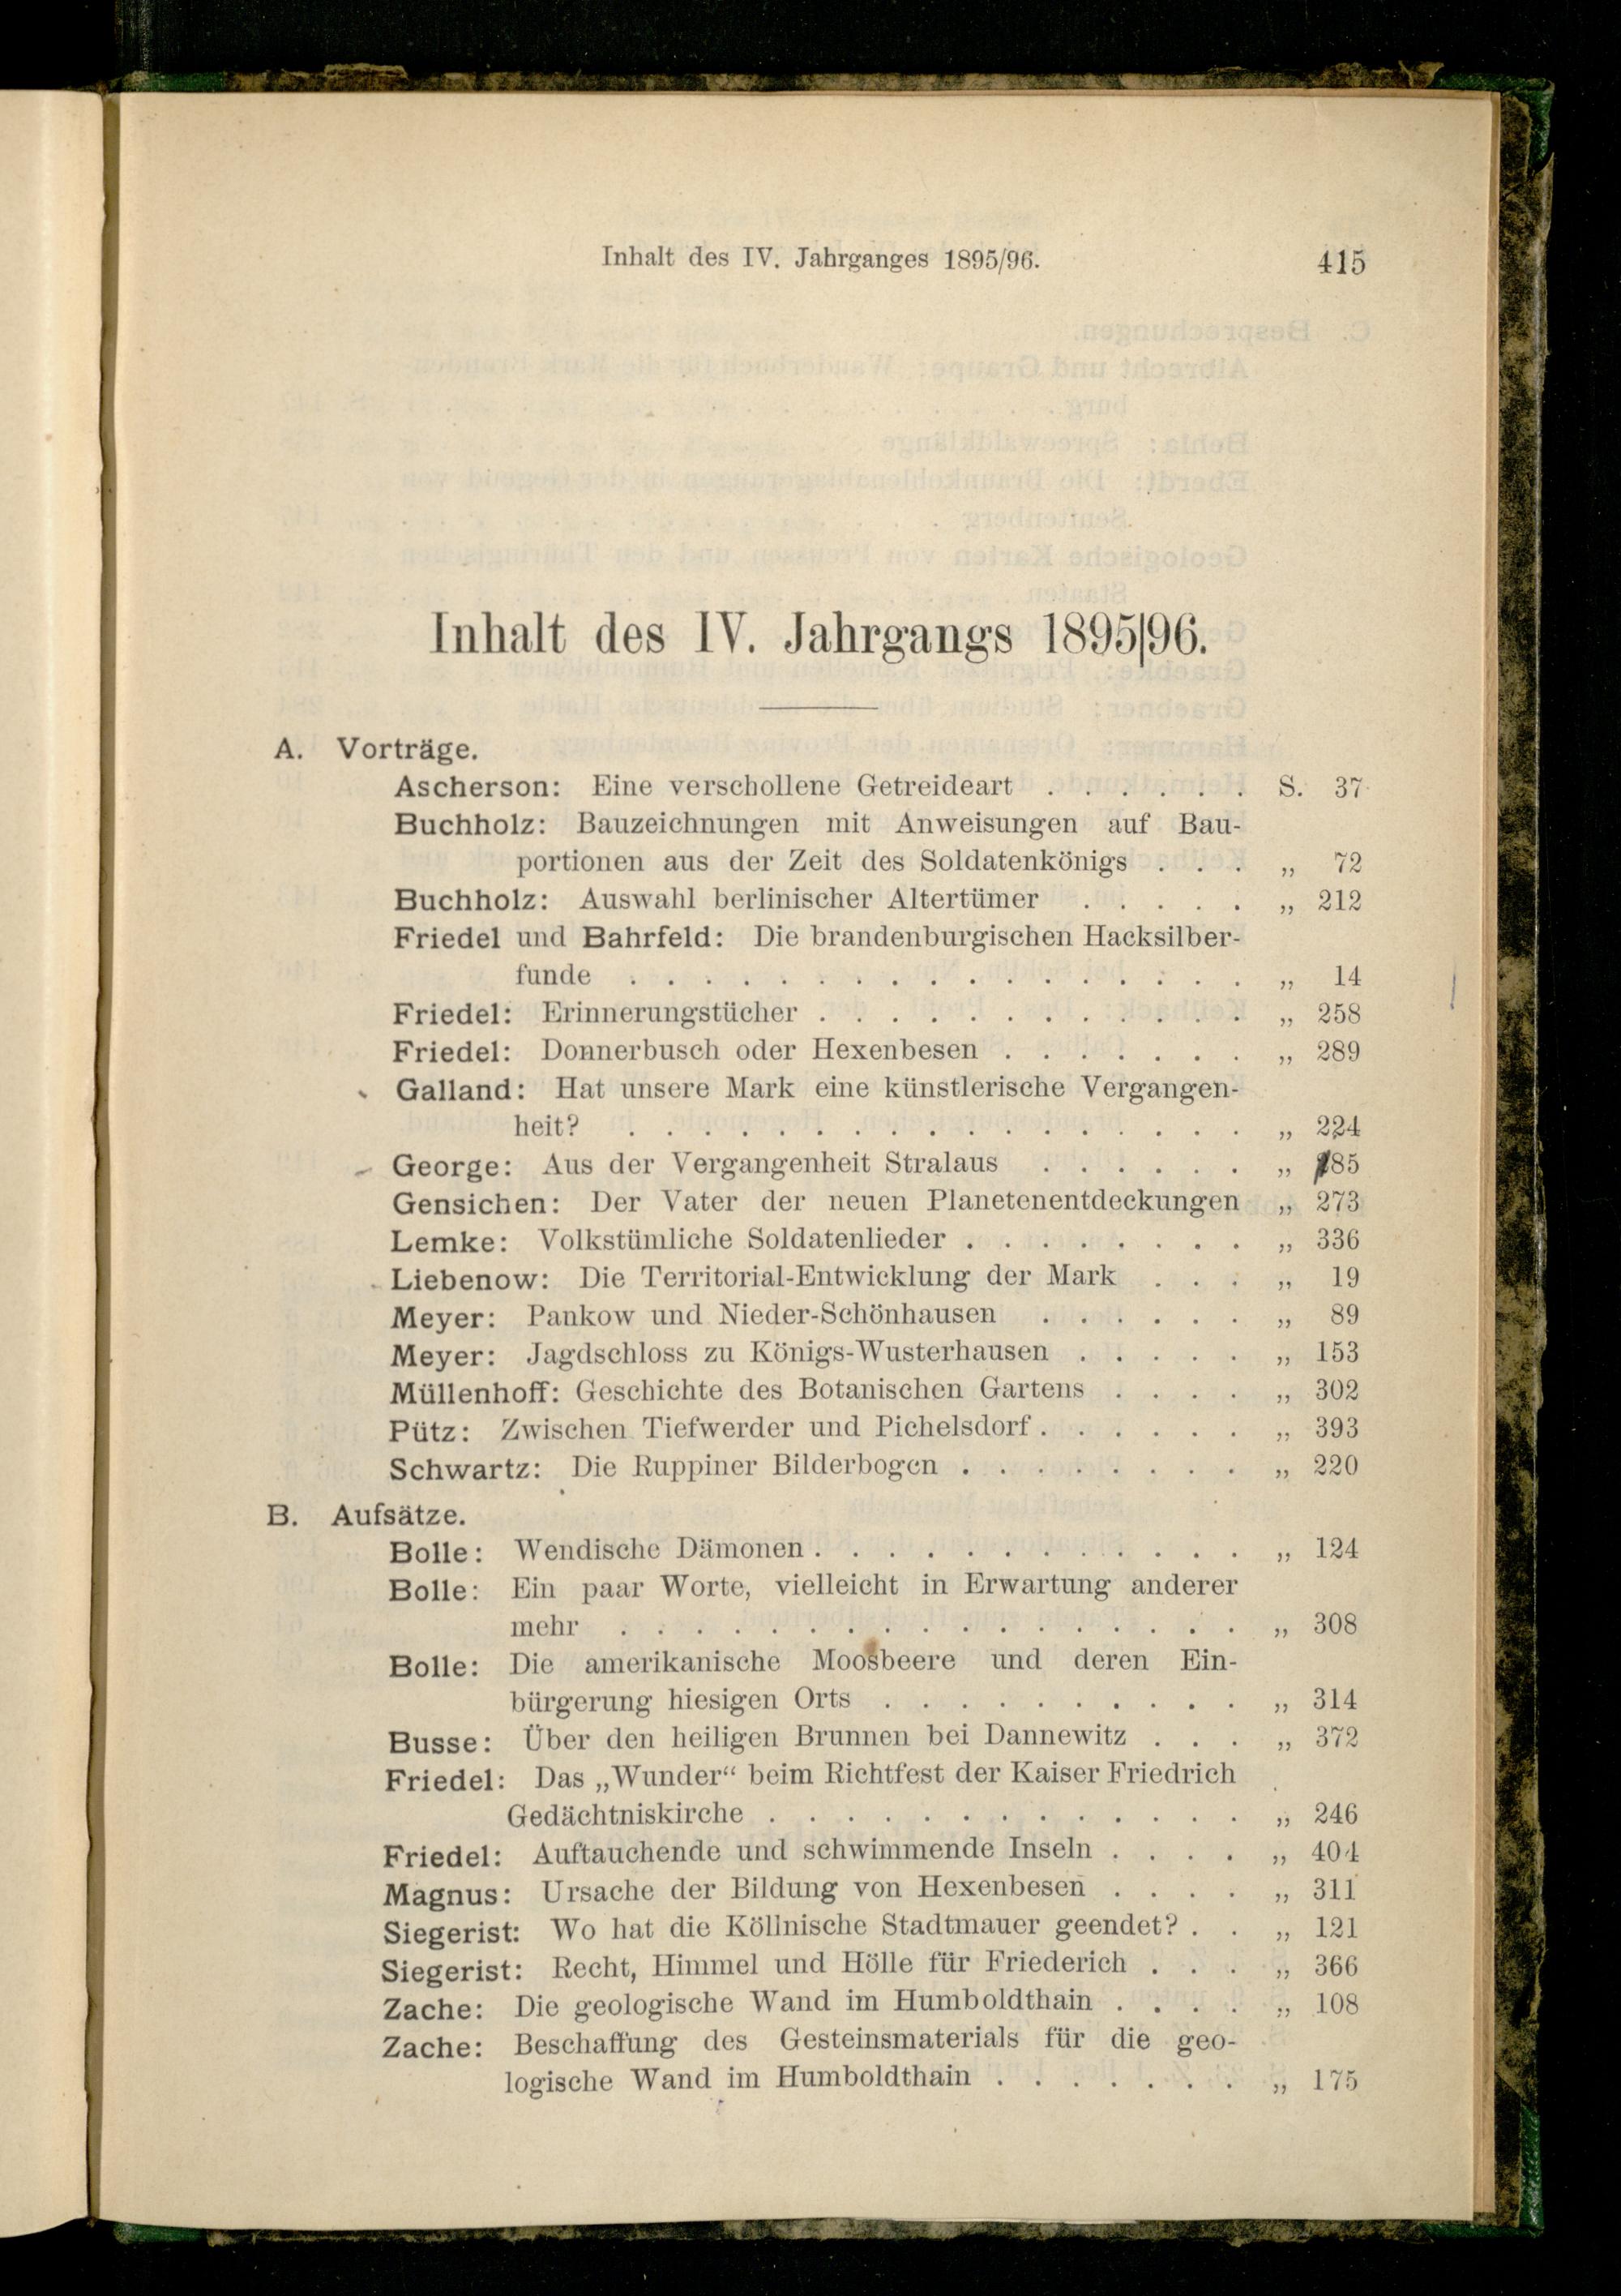 Inhalt des IV. Jahrganges 1895/96. 415
Inhalt des IV. Jahrgangs 1895|96.
A. Vorträge.
Ascherson: Eine verschollene Getreideart . . . . . . S. 37
Buchholz: Bauzeichnungen mit Anweisungen auf Bau-
portionen aus der Zeit des Soldatenkönigs . . . „ 72
Buchholz: Auswahl berlinischer Altertümer . . . . . „ 212
Friedel und Bahrfeld: Die brandenburgischen Hacksilber-
funde . . . . . . . . . . . . . . . . . „ 14
Friedel: Erinnerungstücher . . . . . . . . . . . . „ 258
Friedel: Donnerbusch oder Hexenbesen . . . . . . . „ 289
Galland: Hat unsere Mark eine künstlerische Vergangen-
heit? . . . . . . . . . . . . . . . . . „ 224
George: Aus der Vergangenheit Stralaus . . . . . . „ 185
Gensichen: Der Vater der neuen Planetenentdeckungen „ 273
Lemke: Volkstümliche Soldatenlieder . . . . . . . . „ 336
Liebenow: Die Territorial-Entwicklung der Mark . . . „ 19
Meyer: Pankow und Nieder-Schönhausen . . . . . . „ 89
Meyer: Jagdschloss zu Königs-Wusterhausen . . . . . „ 153
Müllenhoff: Geschichte des Botanischen Gartens . . . . „ 302
Pütz: Zwischen Tiefwerder und Pichelsdorf . . . . . . „ 393
Schwartz: Die Ruppiner Bilderbogen . . . . . . . . „ 220
B. Aufsätze.
Bolle: Wendische Dämonen . . . . . . . . . . . . „ 124
Bolle: Ein paar Worte, vielleicht in Erwartung anderer
mehr . . . . . . . . . . . . . . . . . „ 308
Bolle: Die amerikanische Moosbeere und deren Ein-
bürgerung hiesigen Orts . . . . . . . . . . „ 314
Busse: Über den heiligen Brunnen bei Dannewitz . . . „ 372
Friedel: Das „Wunder“ beim Richtfest der Kaiser Friedrich
Gedächtniskirche . . . . . . . . . . . . . „ 246
Friedel: Auftauchende und schwimmende Inseln . . . . „ 404
Magnus: Ursache der Bildung von Hexenbesen . . . . „ 311
Siegerist: Wo hat die Köllnische Stadtmauer geendet? . . „ 121
Siegerist: Recht, Himmel und Hölle für Friederich . . . „ 366
Zache: Die geologische Wand im Humboldthain . . . . „ 108
Zache: Beschaffung des Gesteinsmaterials für die geo-
logische Wand im Humboldthain . . . . . . . „ 175